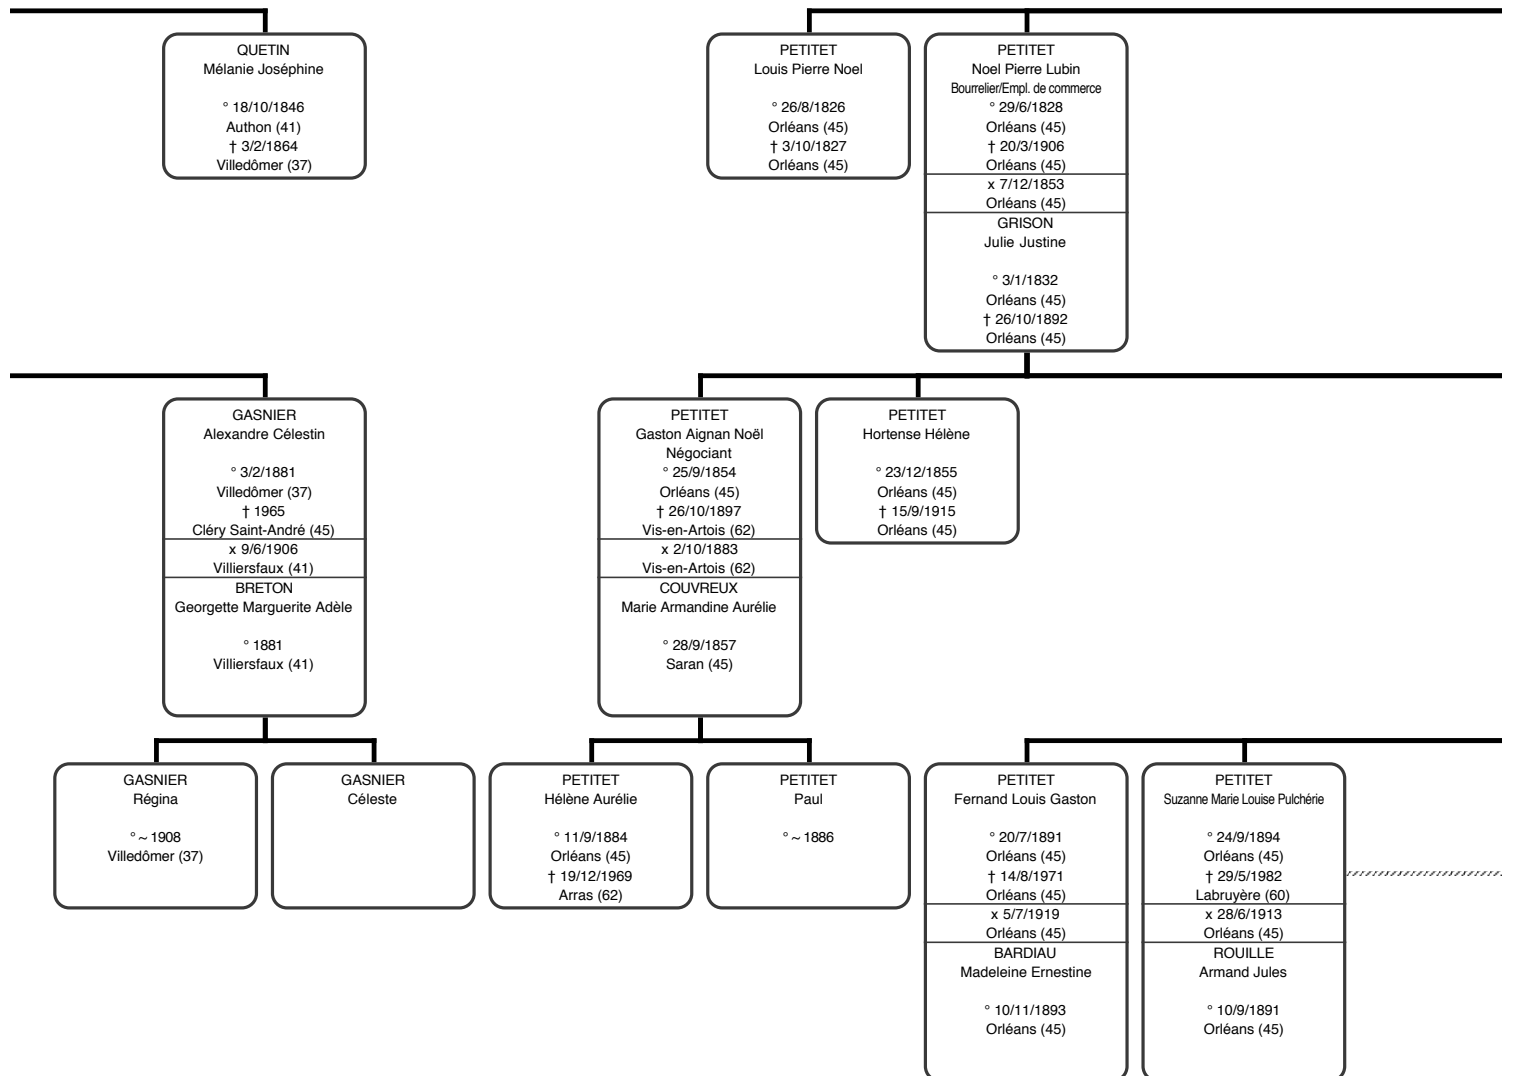 QUETIN
Mélanie Joséphine
° 18/10/1846
Authon (41)
† 3/2/1864
Villedômer (37)
PETITET
Louis Pierre Noel
° 26/8/1826
Orléans (45)
† 3/10/1827
Orléans (45)
PETITET
Noel Pierre Lubin
Bourrelier/Empl. de commerce
° 29/6/1828
Orléans (45)
† 20/3/1906
Orléans (45)
x 7/12/1853
Orléans (45)
GRISON
Julie Justine
° 3/1/1832
Orléans (45)
† 26/10/1892
Orléans (45)
GASNIER
Alexandre Célestin
° 3/2/1881
Villedômer (37)
† 1965
Cléry Saint-André (45)
x 9/6/1906
Villiersfaux (41)
BRETON
Georgette Marguerite Adèle
° 1881
Villiersfaux (41)
PETITET
Gaston Aignan Noël
Négociant
° 25/9/1854
Orléans (45)
† 26/10/1897
Vis-en-Artois (62)
x 2/10/1883
Vis-en-Artois (62)
COUVREUX
Marie Armandine Aurélie
° 28/9/1857
Saran (45)
PETITET
Hortense Hélène
° 23/12/1855
Orléans (45)
† 15/9/1915
Orléans (45)
GASNIER
Régina
° ~ 1908
Villedômer (37)
GASNIER
Céleste
PETITET
Hélène Aurélie
° 11/9/1884
Orléans (45)
† 19/12/1969
Arras (62)
PETITET
Paul
° ~ 1886
PETITET
Fernand Louis Gaston
° 20/7/1891
Orléans (45)
† 14/8/1971
Orléans (45)
x 5/7/1919
Orléans (45)
BARDIAU
Madeleine Ernestine
° 10/11/1893
Orléans (45)
PETITET
Suzanne Marie Louise Pulchérie
° 24/9/1894
Orléans (45)
† 29/5/1982
Labruyère (60)
x 28/6/1913
Orléans (45)
ROUILLE
Armand Jules
° 10/9/1891
Orléans (45)